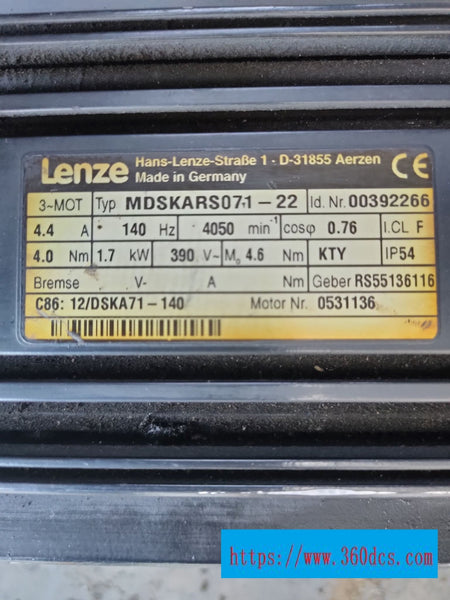 Lenze Hans-Lenze-Straße 1 · D-31855 Aerzen
Made in Germany CE
3~MOT Typ MDSKARS071-22 Id. Nr. 00392266
4.4 A 140 Hz 4050 min⁻¹ cosφ 0.76 I.CL F
4.0 Nm 1.7 kW 390 V~ M₀ 4.6 Nm KTY IP54
Bremse V- A Nm Geber RS55136116
C86: 12/DSKA71-140 Motor Nr. 0531136
https://www.360dcs.com